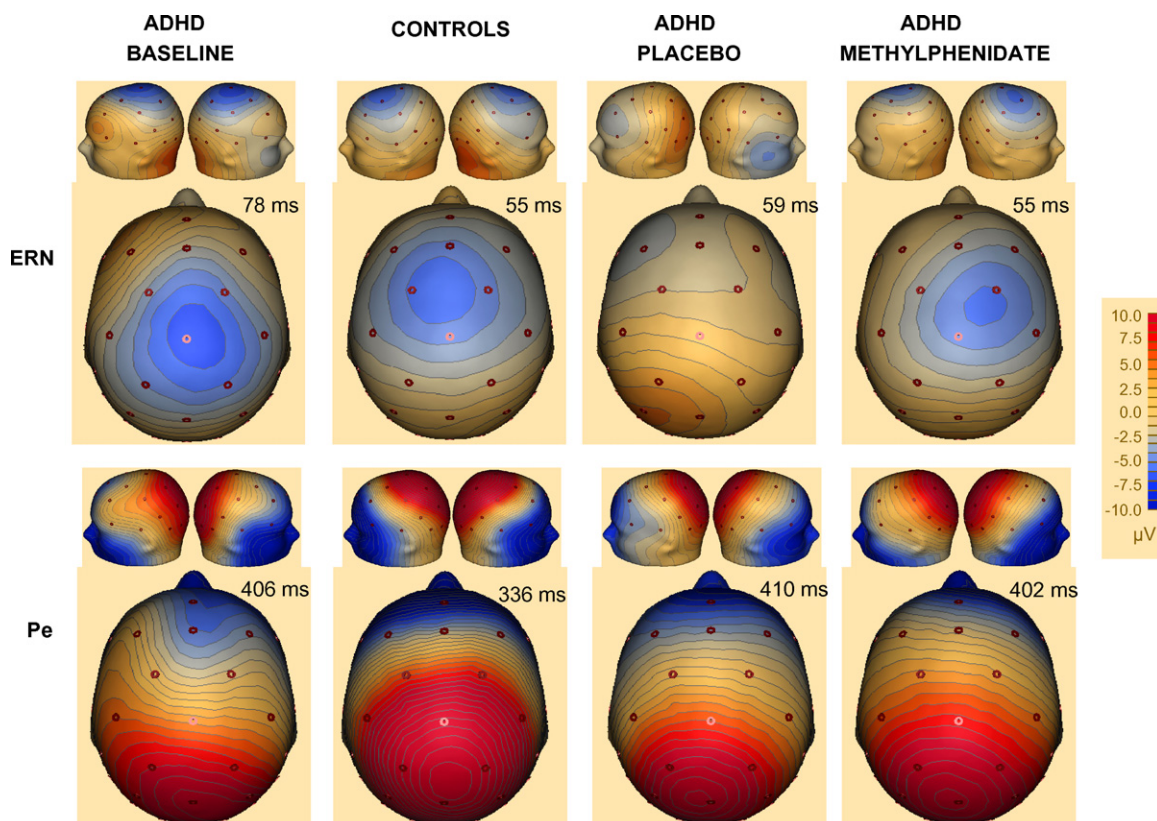 ADHD
BASELINE
CONTROLS
ADHD
PLACEBO
ADHD
METHYLPHENIDATE
ERN
78 ms
55 ms
59 ms
55 ms
10.0
7.5
5.0
2.5
0.0
-2.5
-5.0
-7.5
-10.0
µV
Pe
406 ms
336 ms
410 ms
402 ms